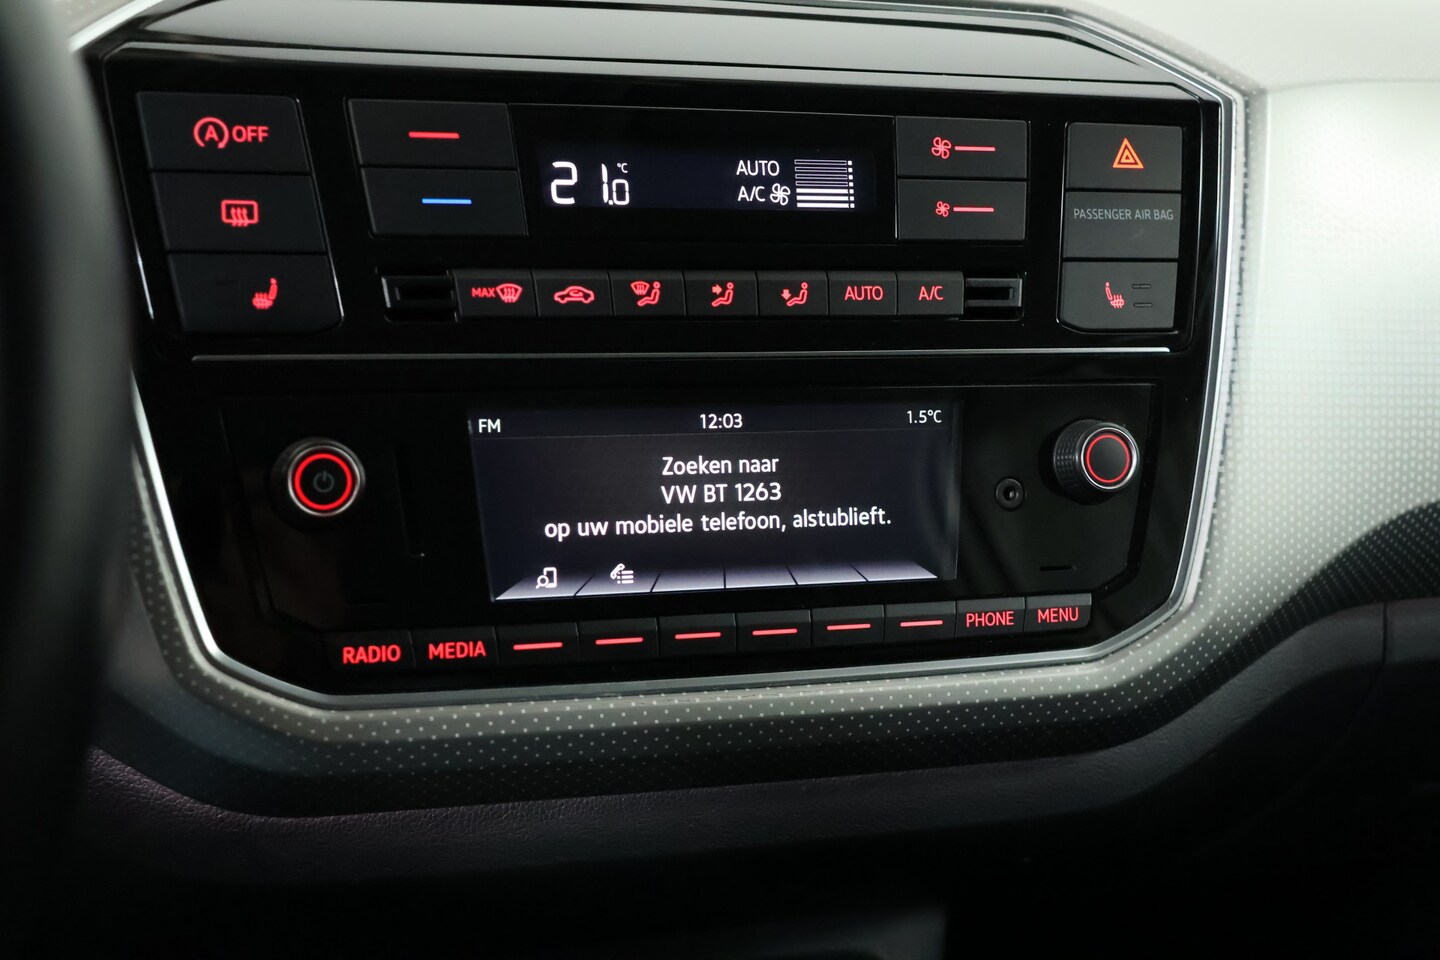 A OFF
21.0 °C
AUTO
A/C
PASSENGER AIR BAG
MAX
AUTO
A/C
FM 12:03 1.5°C
Zoeken naar
VW BT 1263
op uw mobiele telefoon, alstublieft.
RADIO MEDIA PHONE MENU